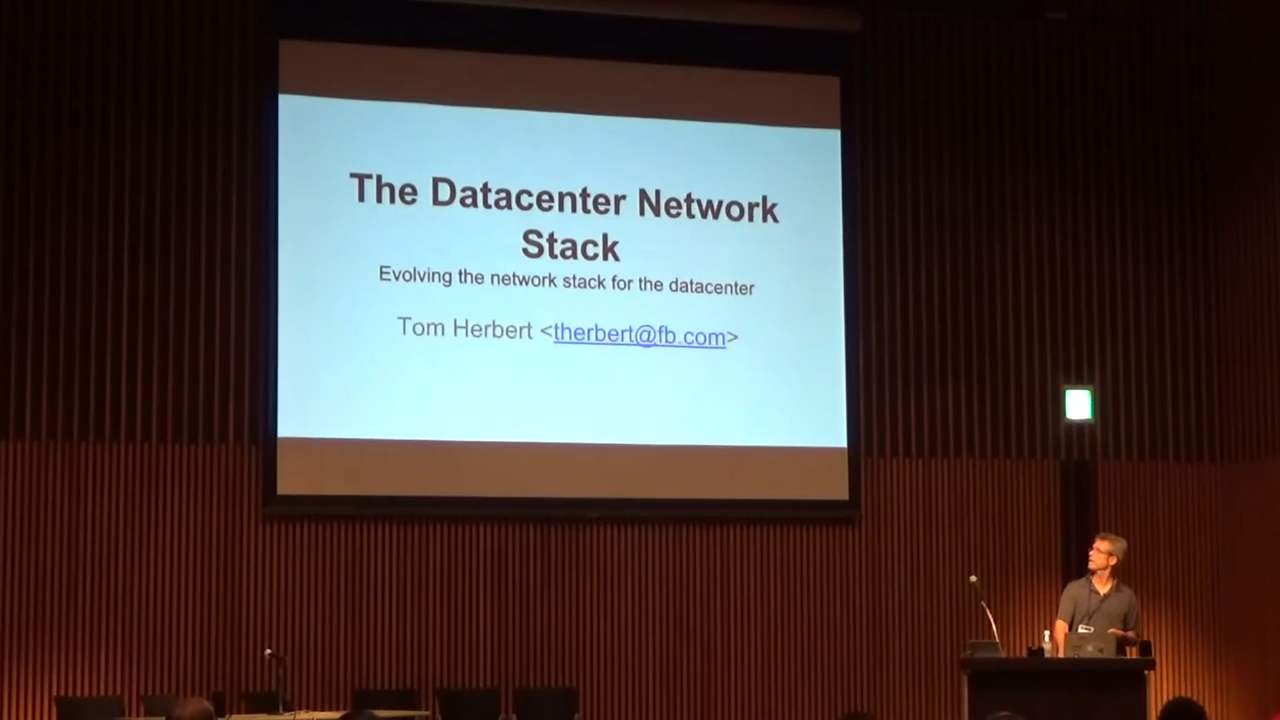 The Datacenter Network
Stack
Evolving the network stack for the datacenter
Tom Herbert <therbert@fb.com>